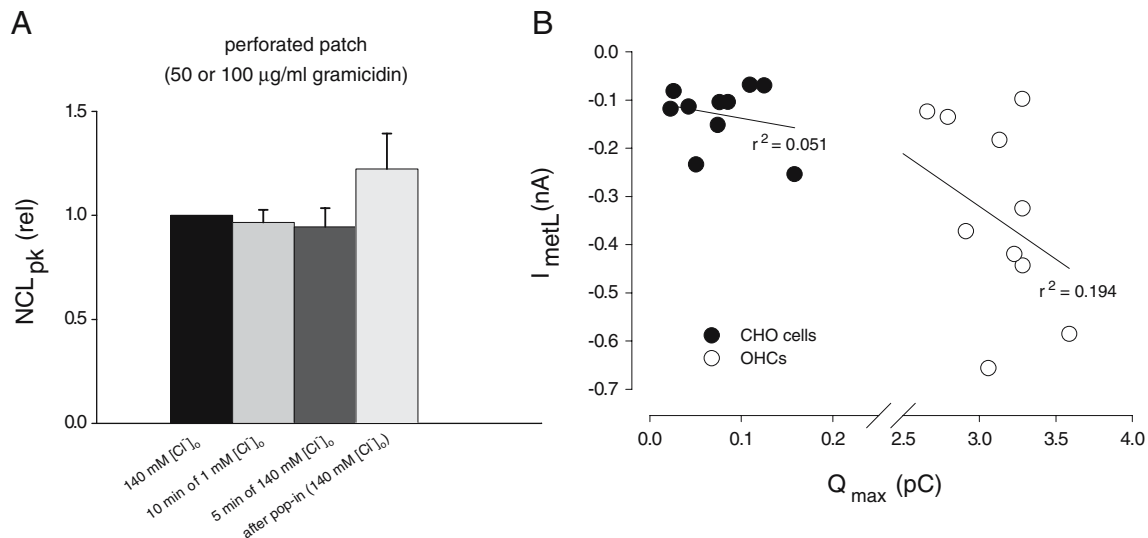 A
perforated patch
(50 or 100 µg/ml gramicidin)
NCLpk (rel)
1.5
1.0
0.5
0.0
140 mM [Cl-]o
10 min of 1 mM [Cl-]o
5 min of 140 mM [Cl-]o
after pop-in (140 mM [Cl-]o)
B
ImetL(nA)
0.0
-0.1
-0.2
-0.3
-0.4
-0.5
-0.6
-0.7
r2 = 0.051
r2 = 0.194
CHO cells
OHCs
0.0
0.1
0.2
2.5
3.0
3.5
4.0
Qmax (pC)